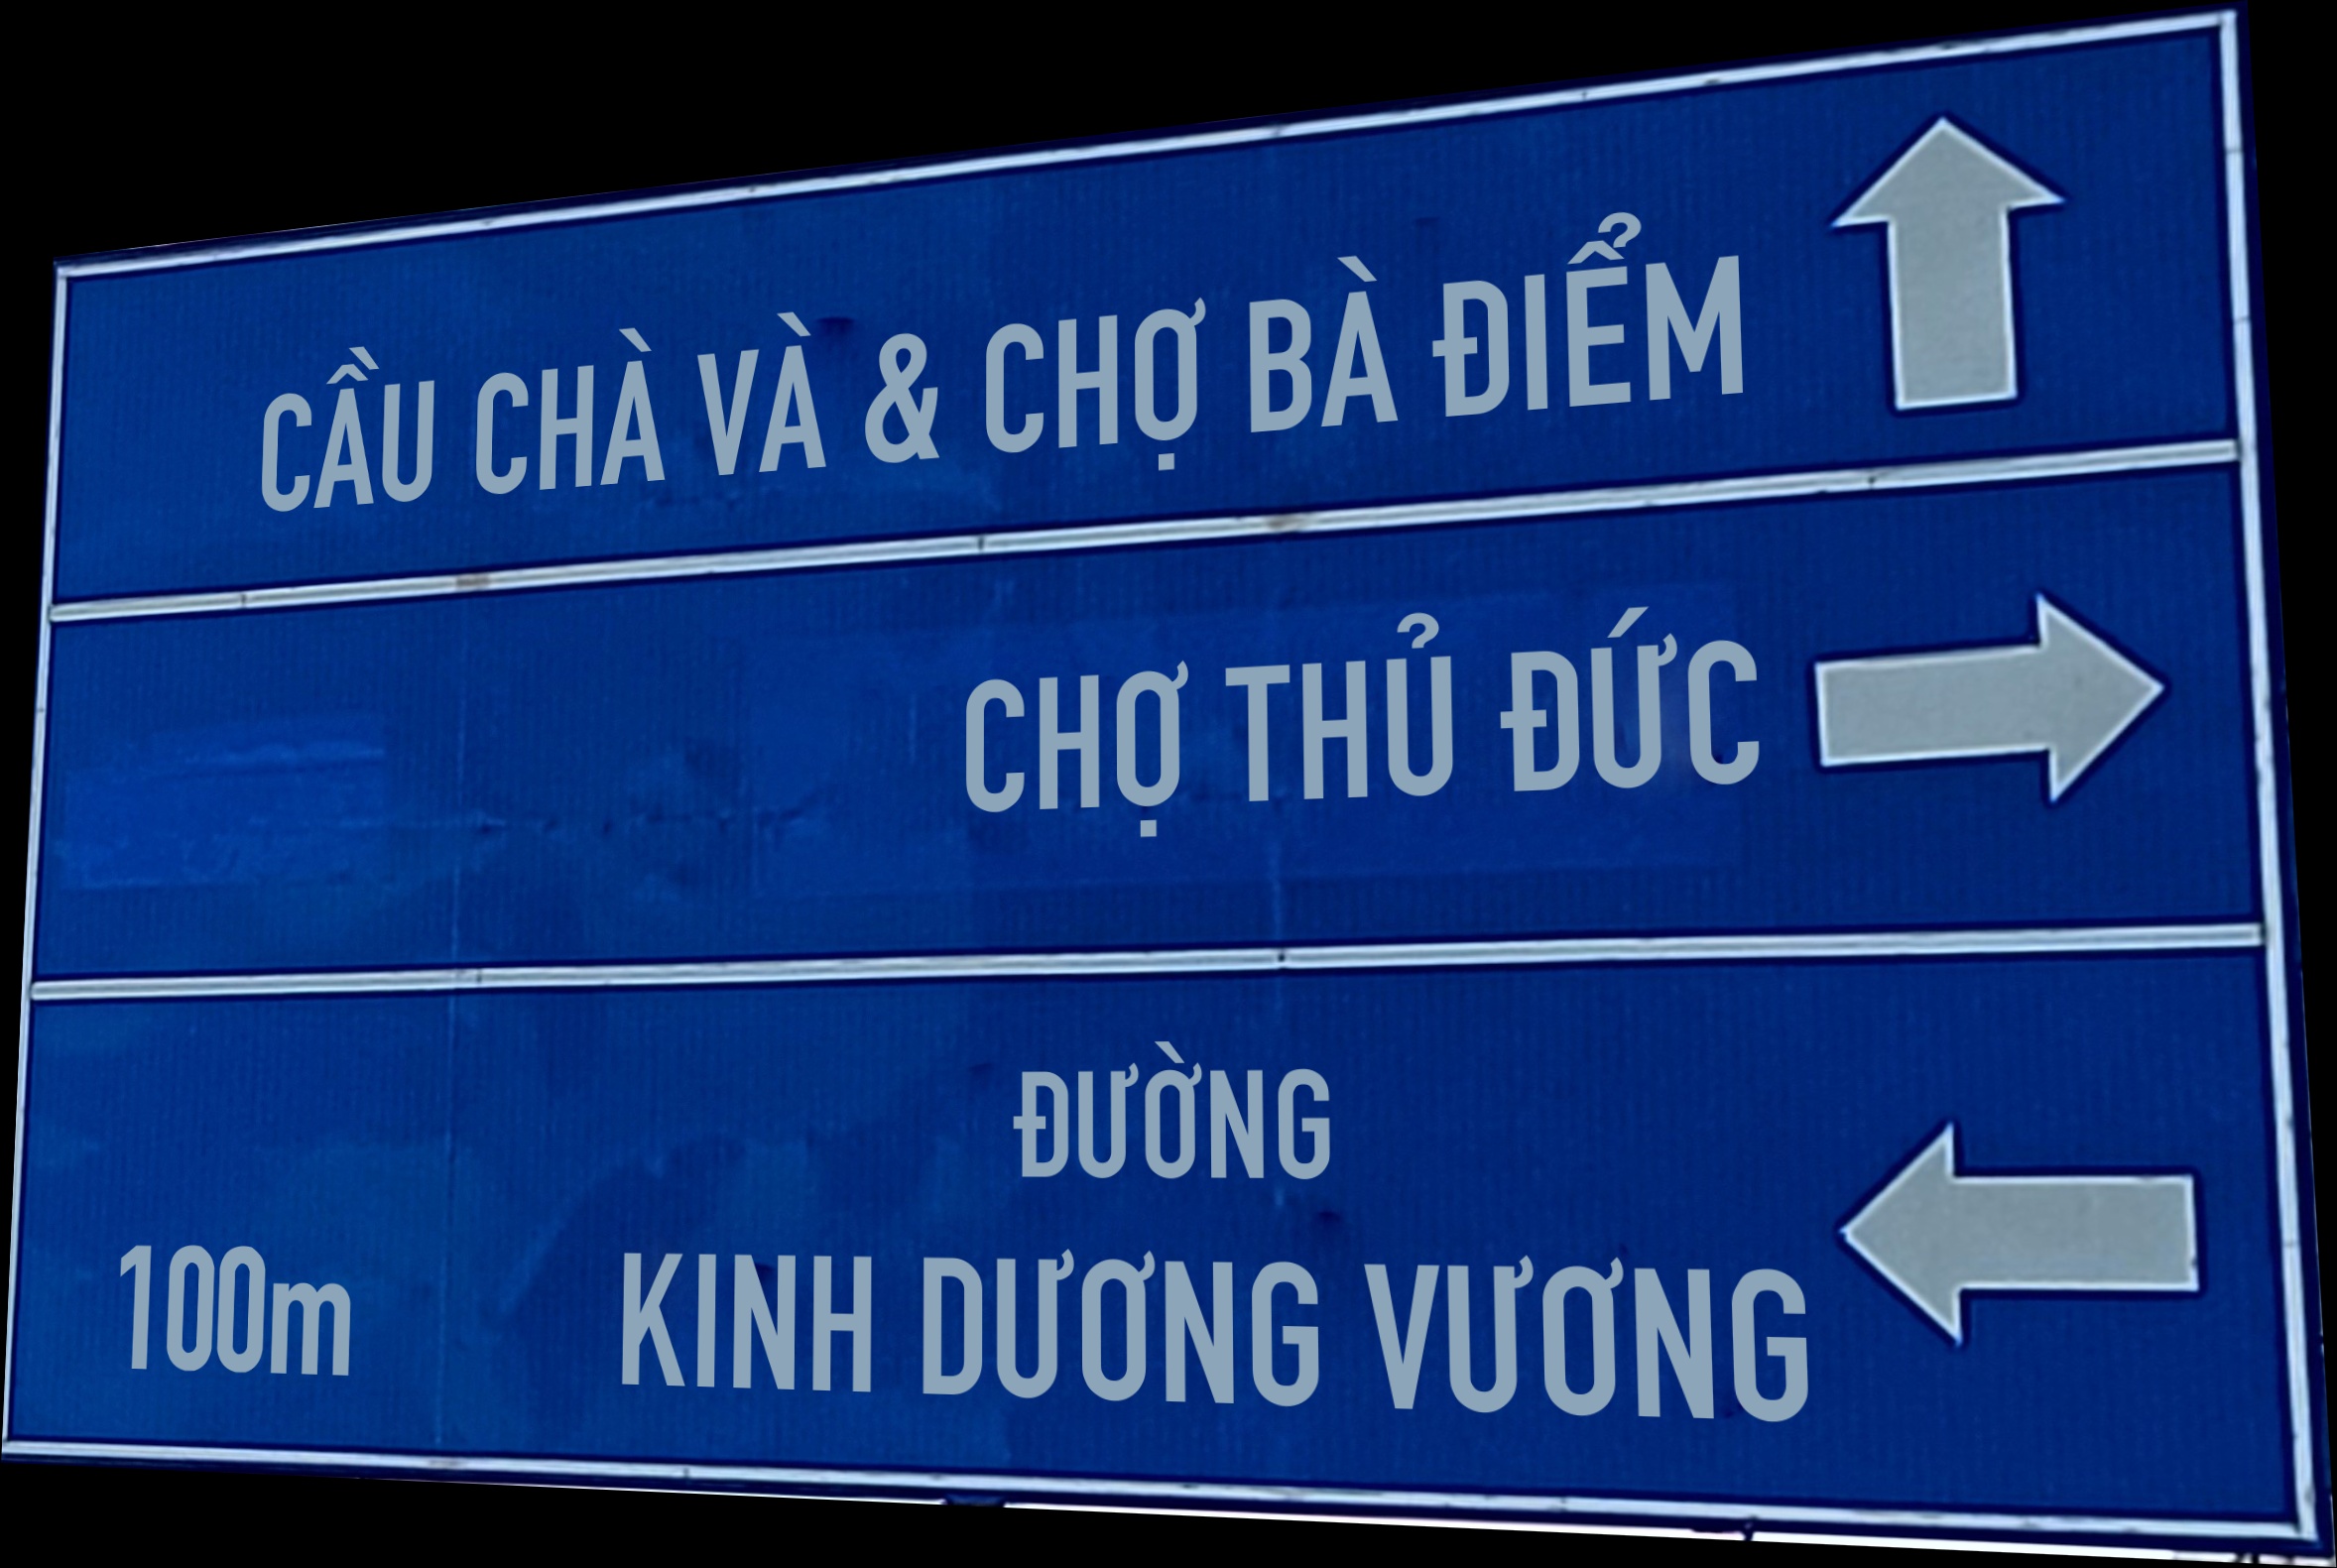 CẦU CHÀ VÀ & CHỢ BÀ ĐIỂM
CHỢ THỦ ĐỨC
ĐƯỜNG
100m KINH DƯƠNG VƯƠNG